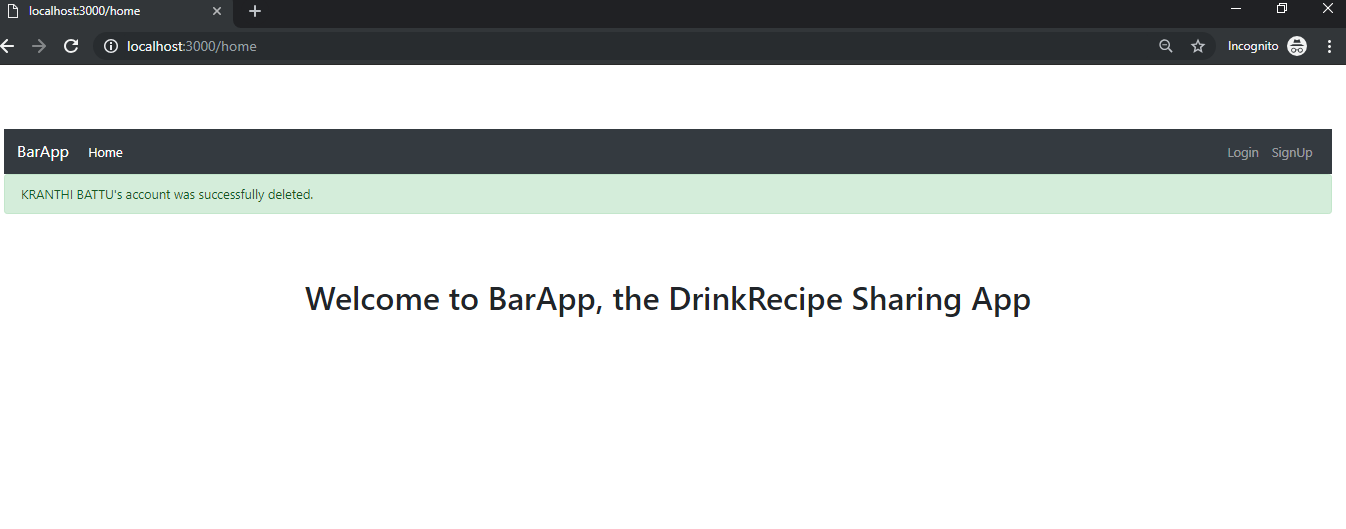 localhost:3000/home
localhost:3000/home
Incognito
BarApp Home Login SignUp
KRANTHI BATTU's account was successfully deleted.
Welcome to BarApp, the DrinkRecipe Sharing App